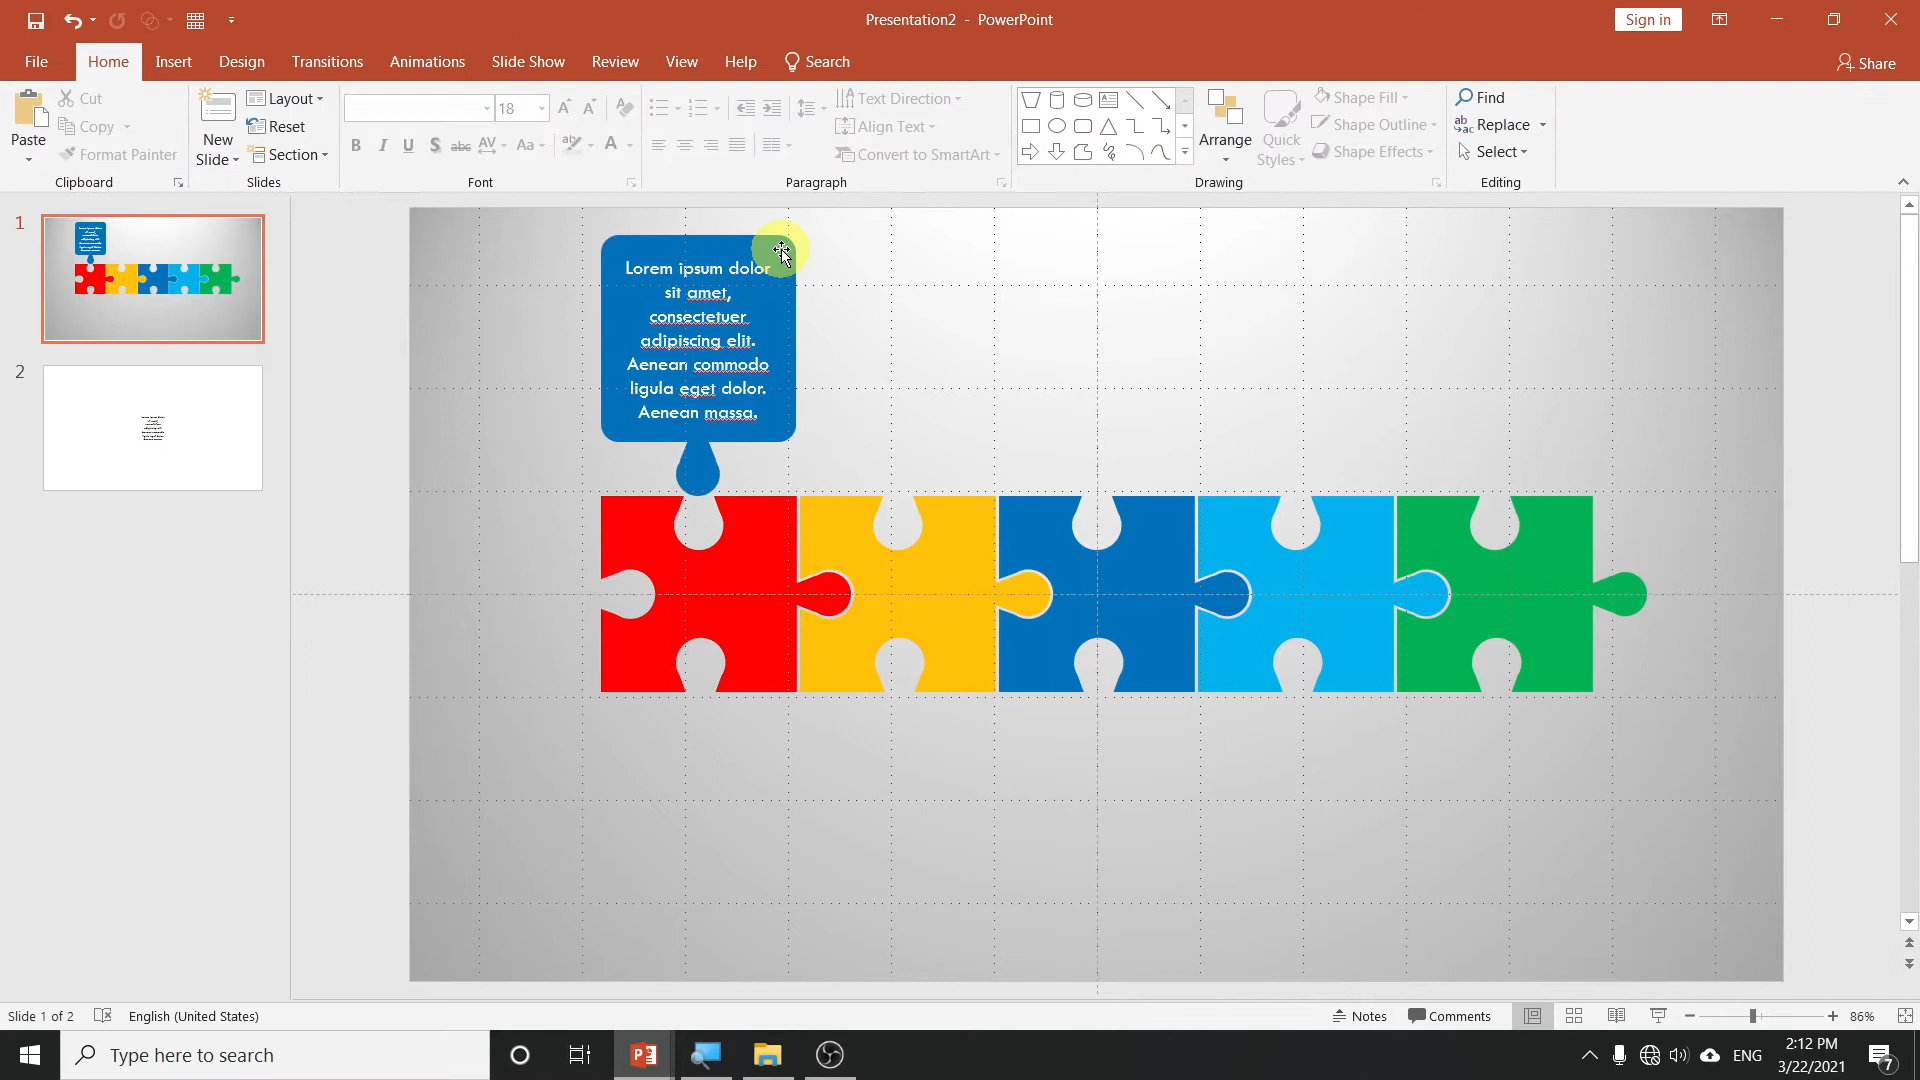 Presentation2 - PowerPoint
Sign in
File
Home
Insert
Design
Transitions
Animations
Slide Show
Review
View
Help
Search
Share
Paste
Cut
Copy
Format Painter
Clipboard
New
Slide
Layout
Reset
Section
Slides
18
B I U S abc AV Aa A
Font
Text Direction
Align Text
Convert to SmartArt
Paragraph
Arrange
Quick
Styles
Shape Fill
Shape Outline
Shape Effects
Drawing
Find
Replace
Select
Editing
1
2
Lorem ipsum dolor
sit amet,
consectetuer
adipiscing elit.
Aenean commodo
ligula eget dolor.
Aenean massa.
Slide 1 of 2
English (United States)
Notes
Comments
86%
Type here to search
ENG
2:12 PM
3/22/2021
7